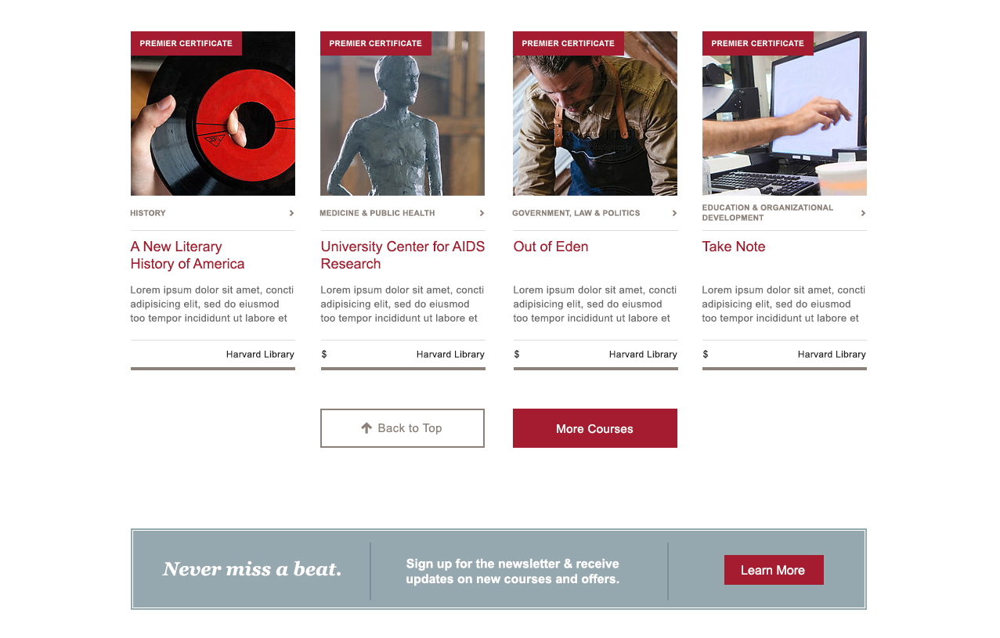 PREMIER CERTIFICATE
PREMIER CERTIFICATE
PREMIER CERTIFICATE
PREMIER CERTIFICATE
HISTORY
MEDICINE & PUBLIC HEALTH
GOVERNMENT, LAW & POLITICS
EDUCATION & ORGANIZATIONAL
DEVELOPMENT
A New Literary
History of America
University Center for AIDS
Research
Out of Eden
Take Note
Lorem ipsum dolor sit amet, concti
adipisicing elit, sed do eiusmod
too tempor incididunt ut labore et
Lorem ipsum dolor sit amet, concti
adipisicing elit, sed do eiusmod
too tempor incididunt ut labore et
Lorem ipsum dolor sit amet, concti
adipisicing elit, sed do eiusmod
too tempor incididunt ut labore et
Lorem ipsum dolor sit amet, concti
adipisicing elit, sed do eiusmod
too tempor incididunt ut labore et
Harvard Library
$ Harvard Library
$ Harvard Library
$ Harvard Library
Back to Top
More Courses
Never miss a beat.
Sign up for the newsletter & receive
updates on new courses and offers.
Learn More